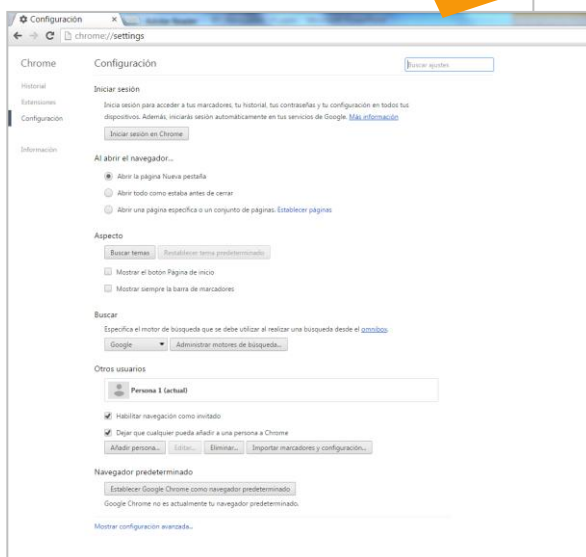 Configuración
chrome://settings
Chrome
Configuración
Buscar ajustes
Historial
Extensiones
Configuración
Información
Iniciar sesión
Inicia sesión para acceder a tus marcadores, tu historial, tus contraseñas y tu configuración en todos tus
dispositivos. Además, iniciarás sesión automáticamente en tus servicios de Google. Más información
Iniciar sesión en Chrome
Al abrir el navegador...
Abrir la página Nueva pestaña
Abrir todo como estaba antes de cerrar
Abrir una página específica o un conjunto de páginas. Establecer páginas
Aspecto
Buscar temas Restablecer tema predeterminado
Mostrar el botón Página de inicio
Mostrar siempre la barra de marcadores
Buscar
Especifica el motor de búsqueda que se debe utilizar al realizar una búsqueda desde el omnibox.
Google Administrar motores de búsqueda...
Otros usuarios
Persona 1 (actual)
Habilitar navegación como invitado
Dejar que cualquier pueda añadir a una persona a Chrome
Añadir persona... Editar... Eliminar... Importar marcadores y configuración...
Navegador predeterminado
Establecer Google Chrome como navegador predeterminado
Google Chrome no es actualmente tu navegador predeterminado.
Mostrar configuración avanzada...